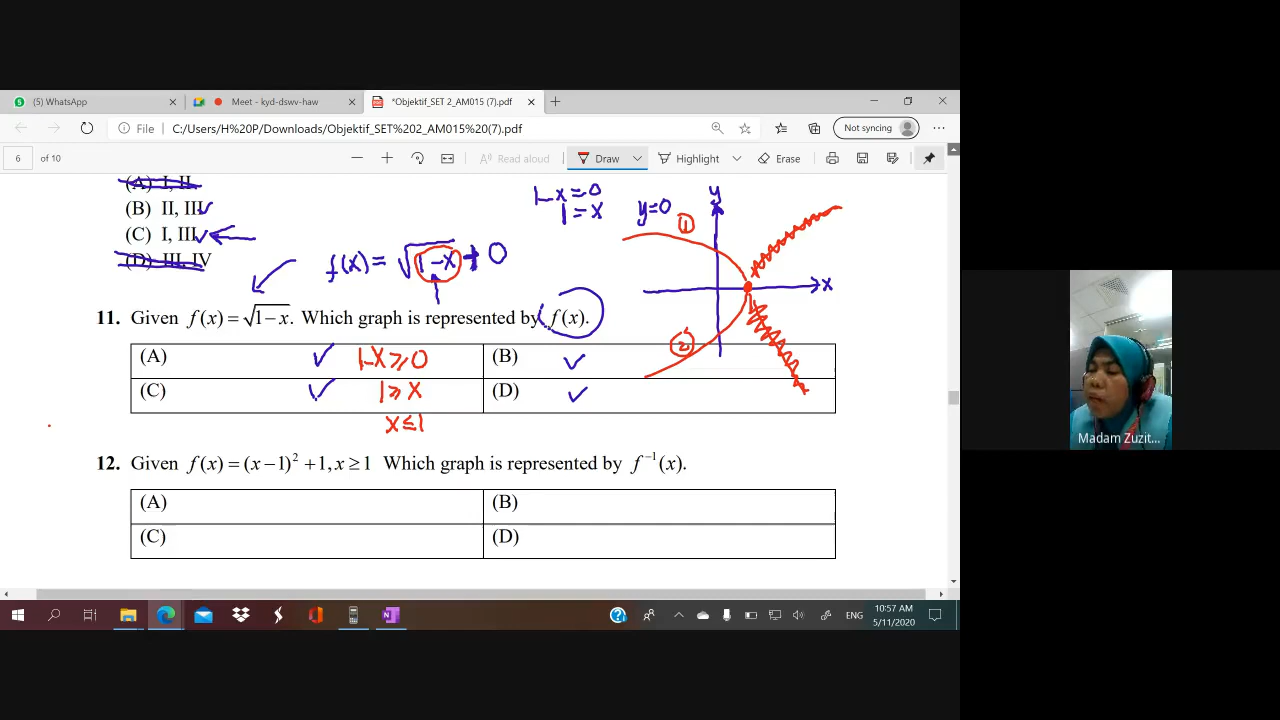 (5) WhatsApp
Meet - kyd-dswv-haw
*Objektif_SET 2_AM015 (7).pdf
File
C:/Users/H%20P/Downloads/Objektif_SET%202_AM015%20(7).pdf
Not syncing
6 of 10
Read aloud
Draw
Highlight
Erase
(A) I, II
(B) II, III
(C) I, III
(D) III, IV
1-x=0
1=x
y=0
y
①
②
x
f(x)=√1-x+0
11. Given f(x)=√1−x. Which graph is represented by f(x).
(A)
1-x≥0
(B)
(C)
1≥x
(D)
x≤1
12. Given f(x)=(x−1)²+1, x≥1 Which graph is represented by f⁻¹(x).
(A)
(B)
(C)
(D)
Madam Zuzit...
ENG
10:57 AM
5/11/2020